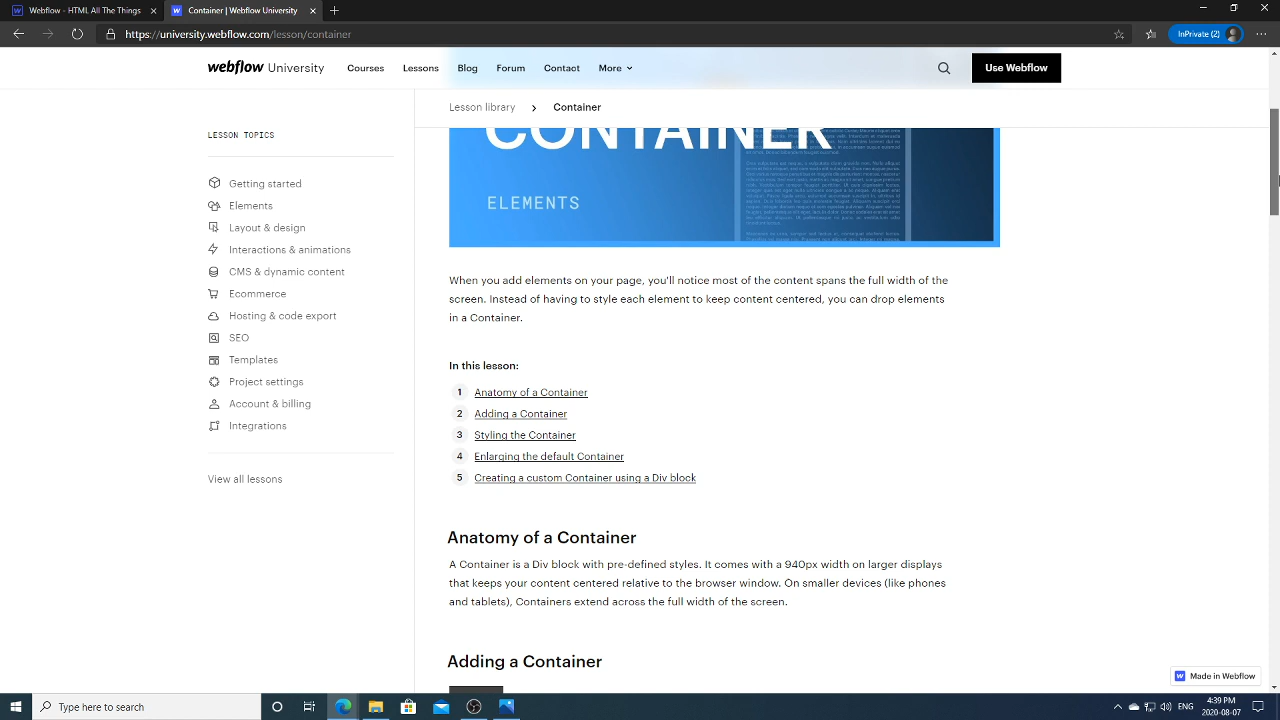 Webflow - HTML All The Things
Container | Webflow University
https://university.webflow.com/lesson/container
InPrivate (2)
webflow University Courses Lessons Blog Forum Contact More Use Webflow
Lesson library > Container
CONTAINER
ELEMENTS
LESSON TOPICS
Getting started
Elements
Layout & design
Interactions & animations
CMS & dynamic content
Ecommerce
Hosting & code export
SEO
Templates
Project settings
Account & billing
Integrations
View all lessons
When you add elements on your page, you'll notice most of the content spans the full width of the
screen. Instead of having to style each element to keep content centered, you can drop elements
in a Container.
In this lesson:
1 Anatomy of a Container
2 Adding a Container
3 Styling the Container
4 Enlarging the default Container
5 Creating a custom Container using a Div block
Anatomy of a Container
A Container is a Div block with pre-defined styles. It comes with a 940px width on larger displays
that keeps your content centered relative to the browser window. On smaller devices (like phones
and tablets), Containers extend across the full width of the screen.
Adding a Container
Made in Webflow
Type here to search
4:39 PM
2020-08-07